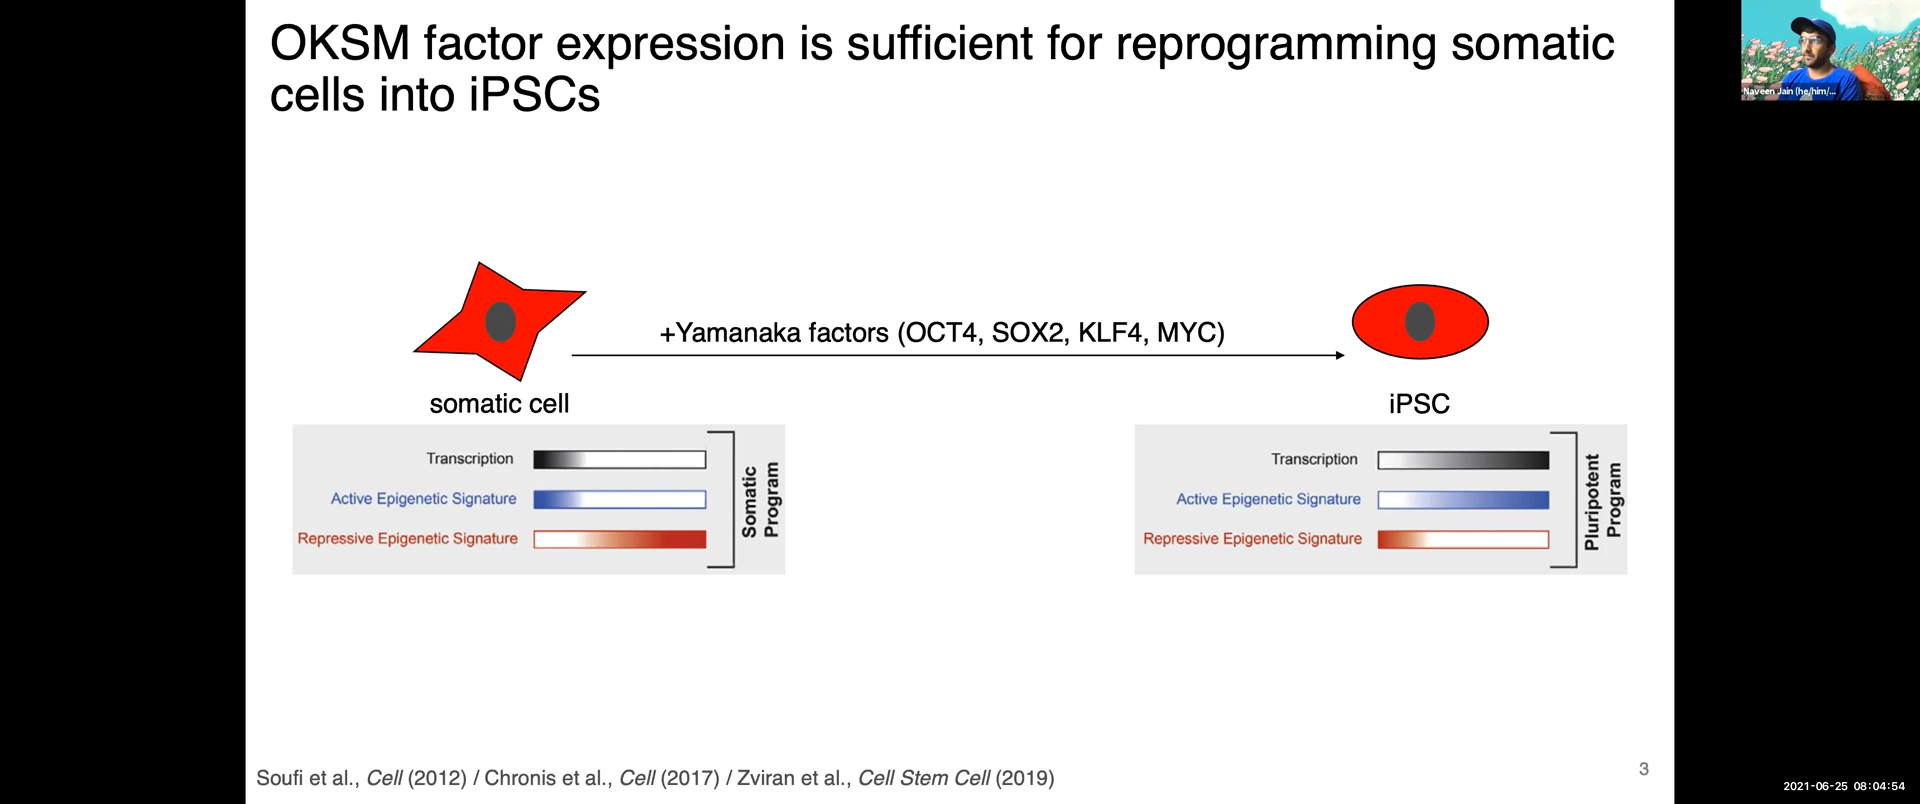 OKSM factor expression is sufficient for reprogramming somatic
cells into iPSCs
Naveen Jain (he/him/...
+Yamanaka factors (OCT4, SOX2, KLF4, MYC)
somatic cell
iPSC
Transcription
Active Epigenetic Signature
Repressive Epigenetic Signature
Somatic
Program
Transcription
Active Epigenetic Signature
Repressive Epigenetic Signature
Pluripotent
Program
Soufi et al., Cell (2012) / Chronis et al., Cell (2017) / Zviran et al., Cell Stem Cell (2019)
3
2021-06-25 08:04:54